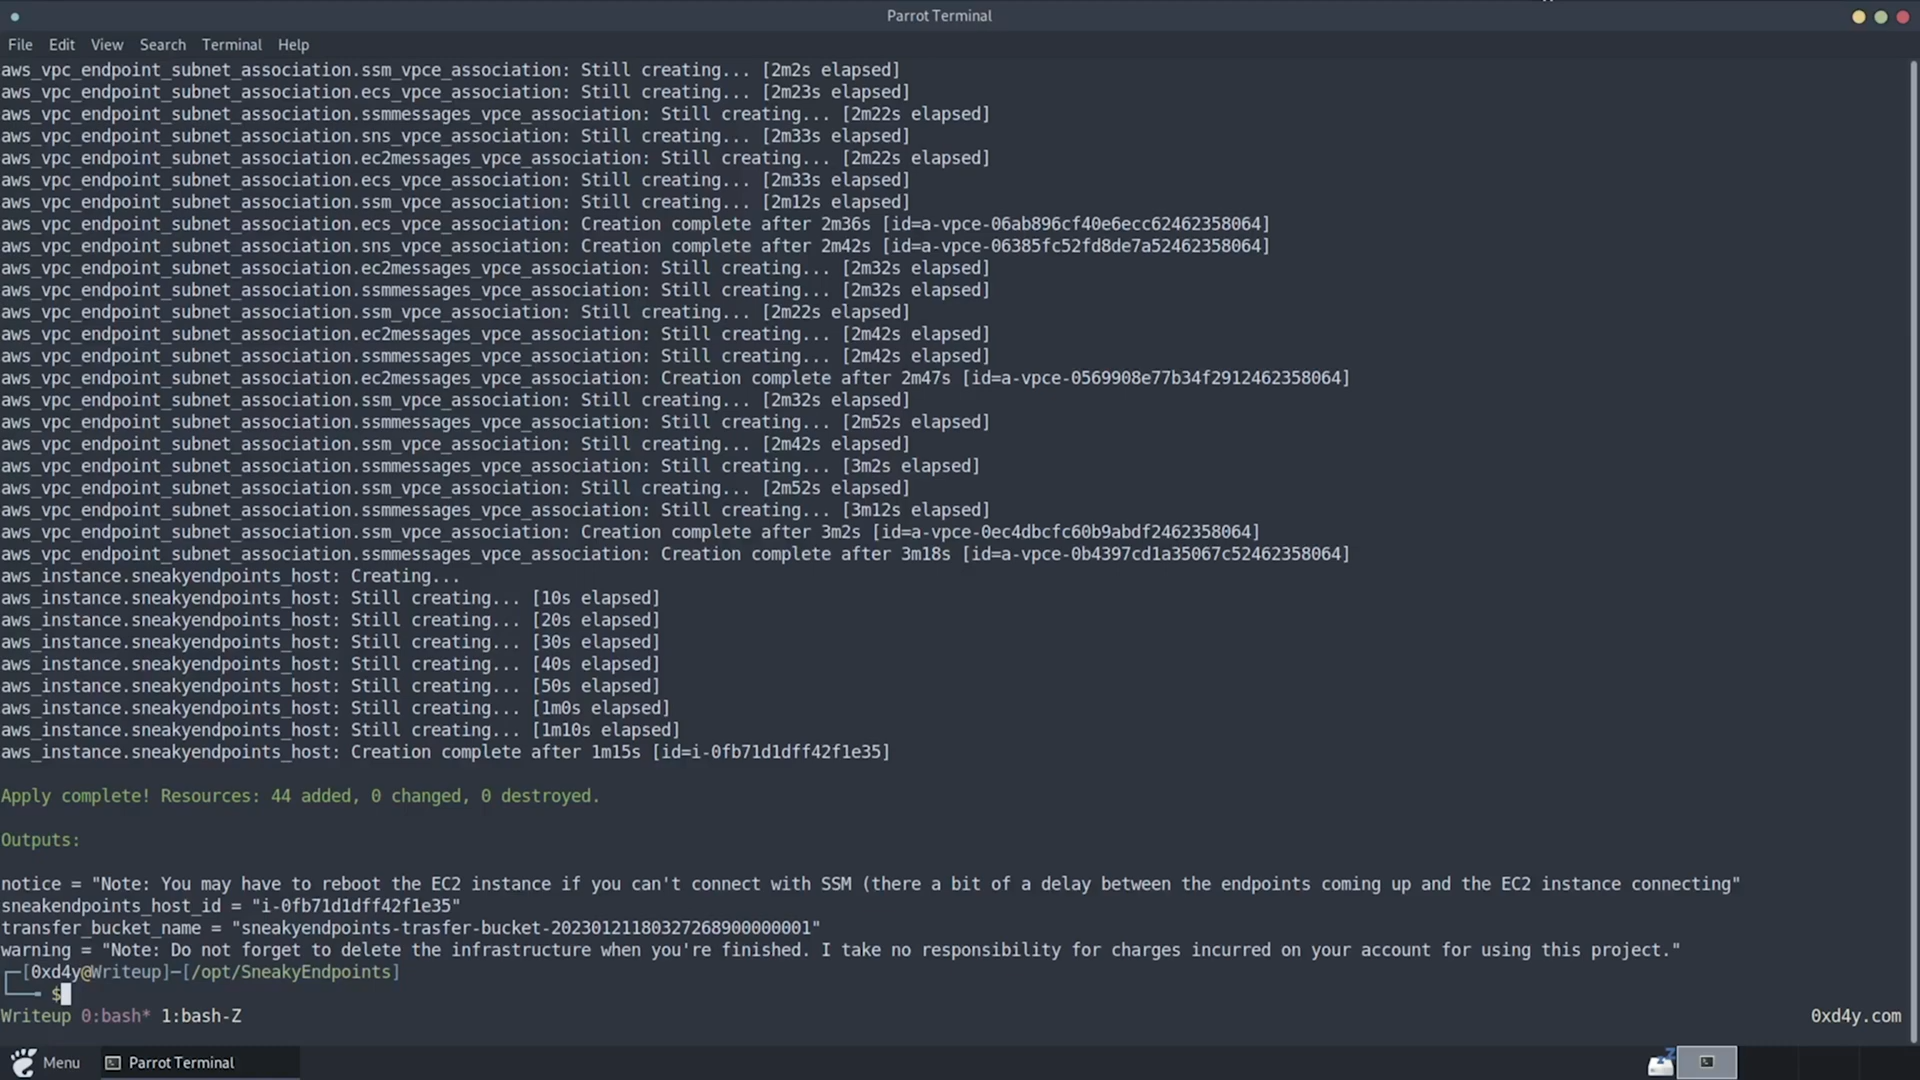 Parrot Terminal
File Edit View Search Terminal Help
aws_vpc_endpoint_subnet_association.ssm_vpce_association: Still creating... [2m2s elapsed]
aws_vpc_endpoint_subnet_association.ecs_vpce_association: Still creating... [2m23s elapsed]
aws_vpc_endpoint_subnet_association.ssmmessages_vpce_association: Still creating... [2m22s elapsed]
aws_vpc_endpoint_subnet_association.sns_vpce_association: Still creating... [2m33s elapsed]
aws_vpc_endpoint_subnet_association.ec2messages_vpce_association: Still creating... [2m22s elapsed]
aws_vpc_endpoint_subnet_association.ecs_vpce_association: Still creating... [2m33s elapsed]
aws_vpc_endpoint_subnet_association.ssm_vpce_association: Still creating... [2m12s elapsed]
aws_vpc_endpoint_subnet_association.ecs_vpce_association: Creation complete after 2m36s [id=a-vpce-06ab896cf40e6ecc62462358064]
aws_vpc_endpoint_subnet_association.sns_vpce_association: Creation complete after 2m42s [id=a-vpce-06385fc52fd8de7a52462358064]
aws_vpc_endpoint_subnet_association.ec2messages_vpce_association: Still creating... [2m32s elapsed]
aws_vpc_endpoint_subnet_association.ssmmessages_vpce_association: Still creating... [2m32s elapsed]
aws_vpc_endpoint_subnet_association.ssm_vpce_association: Still creating... [2m22s elapsed]
aws_vpc_endpoint_subnet_association.ec2messages_vpce_association: Still creating... [2m42s elapsed]
aws_vpc_endpoint_subnet_association.ssmmessages_vpce_association: Still creating... [2m42s elapsed]
aws_vpc_endpoint_subnet_association.ec2messages_vpce_association: Creation complete after 2m47s [id=a-vpce-0569908e77b34f2912462358064]
aws_vpc_endpoint_subnet_association.ssm_vpce_association: Still creating... [2m32s elapsed]
aws_vpc_endpoint_subnet_association.ssmmessages_vpce_association: Still creating... [2m52s elapsed]
aws_vpc_endpoint_subnet_association.ssm_vpce_association: Still creating... [2m42s elapsed]
aws_vpc_endpoint_subnet_association.ssmmessages_vpce_association: Still creating... [3m2s elapsed]
aws_vpc_endpoint_subnet_association.ssm_vpce_association: Still creating... [2m52s elapsed]
aws_vpc_endpoint_subnet_association.ssmmessages_vpce_association: Still creating... [3m12s elapsed]
aws_vpc_endpoint_subnet_association.ssm_vpce_association: Creation complete after 3m2s [id=a-vpce-0ec4dbcfc60b9abdf2462358064]
aws_vpc_endpoint_subnet_association.ssmmessages_vpce_association: Creation complete after 3m18s [id=a-vpce-0b4397cd1a35067c52462358064]
aws_instance.sneakyendpoints_host: Creating...
aws_instance.sneakyendpoints_host: Still creating... [10s elapsed]
aws_instance.sneakyendpoints_host: Still creating... [20s elapsed]
aws_instance.sneakyendpoints_host: Still creating... [30s elapsed]
aws_instance.sneakyendpoints_host: Still creating... [40s elapsed]
aws_instance.sneakyendpoints_host: Still creating... [50s elapsed]
aws_instance.sneakyendpoints_host: Still creating... [1m0s elapsed]
aws_instance.sneakyendpoints_host: Still creating... [1m10s elapsed]
aws_instance.sneakyendpoints_host: Creation complete after 1m15s [id=i-0fb71d1dff42f1e35]
Apply complete! Resources: 44 added, 0 changed, 0 destroyed.
Outputs:
notice = "Note: You may have to reboot the EC2 instance if you can't connect with SSM (there a bit of a delay between the endpoints coming up and the EC2 instance connecting"
sneakendpoints_host_id = "i-0fb71d1dff42f1e35"
transfer_bucket_name = "sneakyendpoints-trasfer-bucket-20230121180327268900000001"
warning = "Note: Do not forget to delete the infrastructure when you're finished. I take no responsibility for charges incurred on your account for using this project."
┌─[0xd4y@Writeup]─[/opt/SneakyEndpoints]
└──╼ $
Writeup 0:bash* 1:bash-Z 0xd4y.com
Menu Parrot Terminal